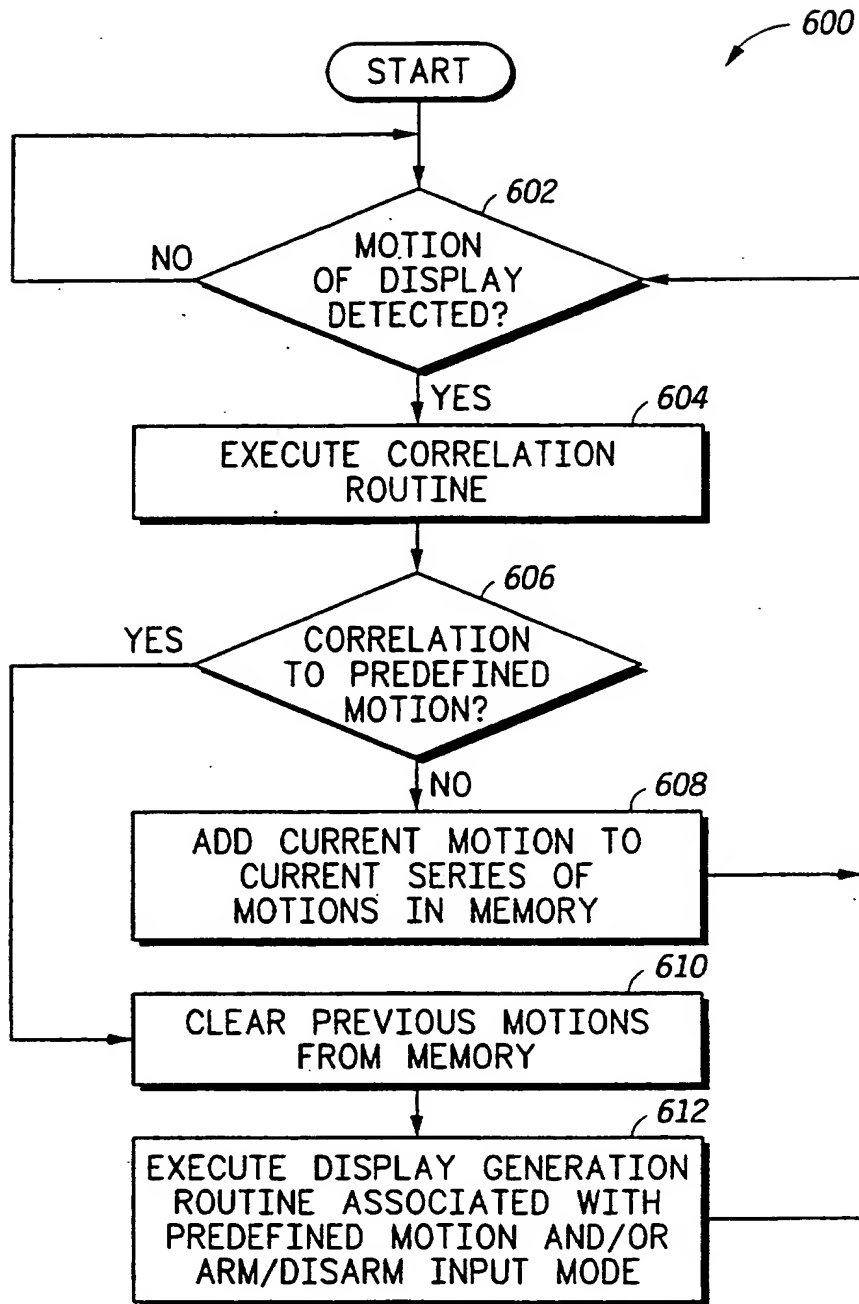 600
START
602
MOTION
OF DISPLAY
DETECTED?
NO
YES
604
EXECUTE CORRELATION
ROUTINE
606
YES
CORRELATION
TO PREDEFINED
MOTION?
NO
608
ADD CURRENT MOTION TO
CURRENT SERIES OF
MOTIONS IN MEMORY
610
CLEAR PREVIOUS MOTIONS
FROM MEMORY
612
EXECUTE DISPLAY GENERATION
ROUTINE ASSOCIATED WITH
PREDEFINED MOTION AND/OR
ARM/DISARM INPUT MODE